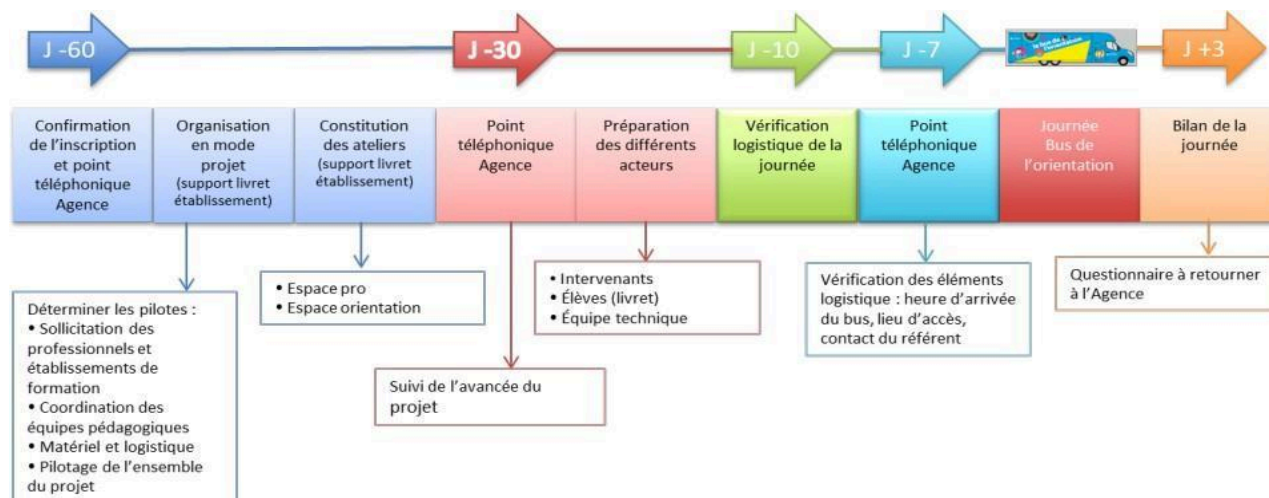 J -60
J -30
J -10
J -7
le bus de
l'orientation
J +3
Confirmation
de l'inscription
et point
téléphonique
Agence
Organisation
en mode
projet
(support livret
établissement)
Constitution
des ateliers
(support livret
établissement)
Point
téléphonique
Agence
Préparation
des différents
acteurs
Vérification
logistique de la
journée
Point
téléphonique
Agence
Journée
Bus de
l'orientation
Bilan de la
journée
Déterminer les pilotes :
• Sollicitation des
professionnels et
établissements de
formation
• Coordination des
équipes pédagogiques
• Matériel et logistique
• Pilotage de l'ensemble
du projet
• Espace pro
• Espace orientation
Suivi de l'avancée du
projet
• Intervenants
• Élèves (livret)
• Équipe technique
Vérification des éléments
logistique : heure d'arrivée
du bus, lieu d'accès,
contact du référent
Questionnaire à retourner
à l'Agence